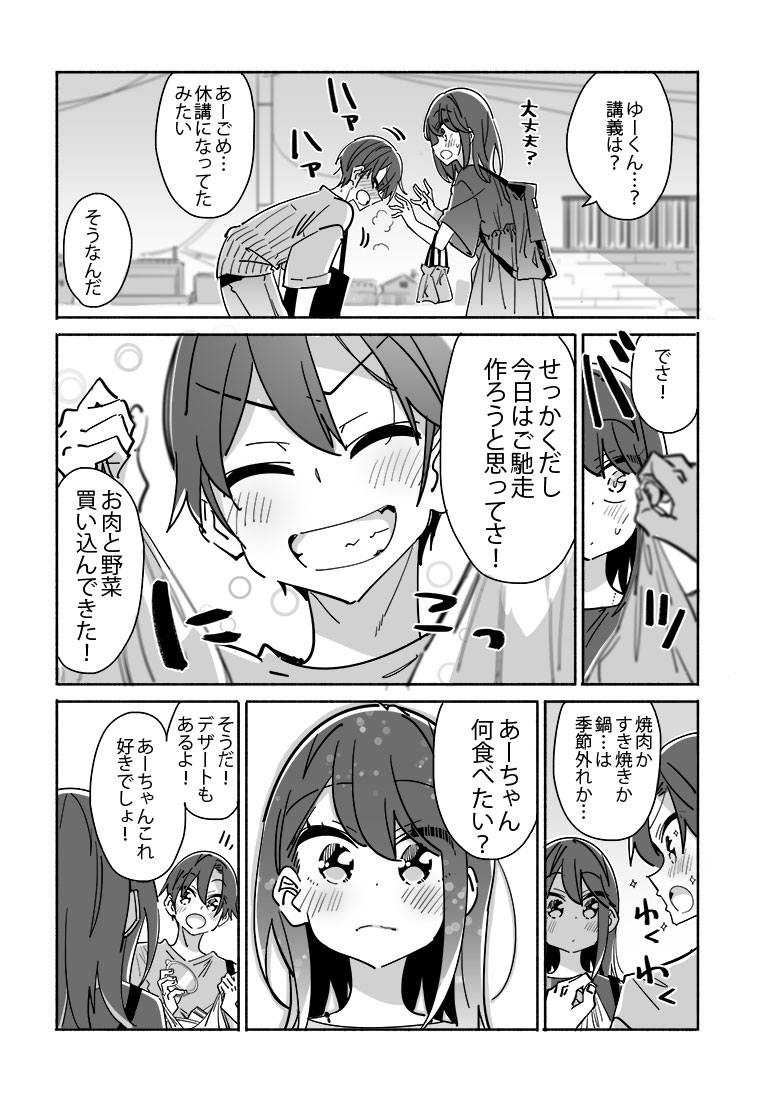 ゆーくん…?
講義は?
大丈夫?
ハァ
ハァ
あーごめ…
休講になってた
みたい
そうなんだ
でさ!
せっかくだし
今日はご馳走
作ろうと思ってさ!
にこっ
お肉と野菜
買い込んできた!
焼肉か
すき焼きか
鍋…は
季節外れか…
わくわく
あーちゃん
何食べたい?
そうだ!
デザートも
あるよ!
あーちゃんこれ
好きでしょ!